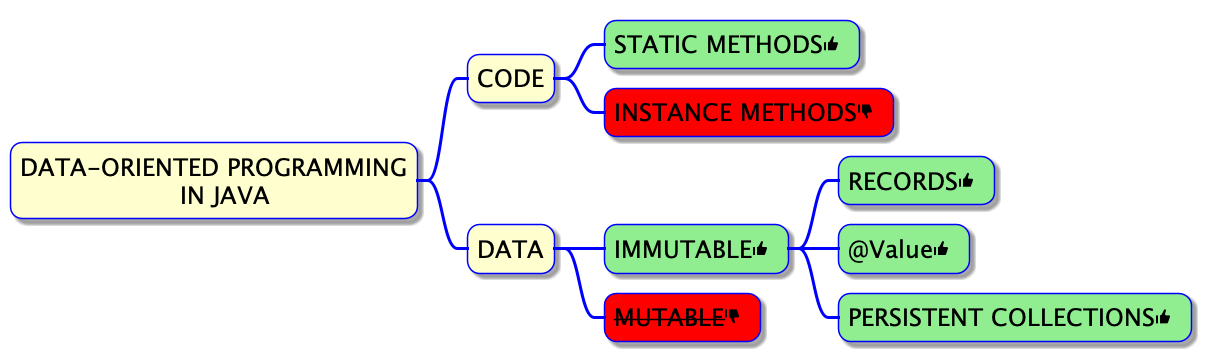 DATA-ORIENTED PROGRAMMING
IN JAVA
CODE
STATIC METHODS
INSTANCE METHODS
DATA
IMMUTABLE
RECORDS
@Value
PERSISTENT COLLECTIONS
MUTABLE